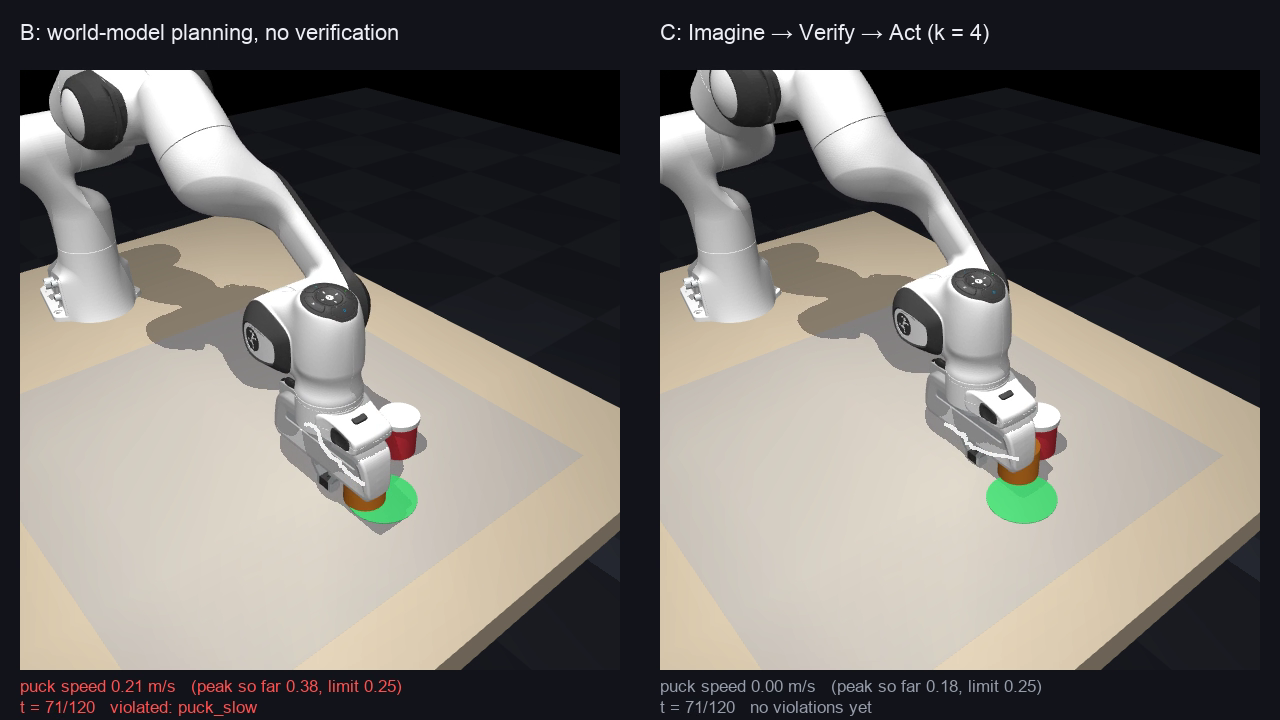 B: world-model planning, no verification
C: Imagine → Verify → Act (k = 4)
puck speed 0.21 m/s (peak so far 0.38, limit 0.25)
t = 71/120 violated: puck_slow
puck speed 0.00 m/s (peak so far 0.18, limit 0.25)
t = 71/120 no violations yet